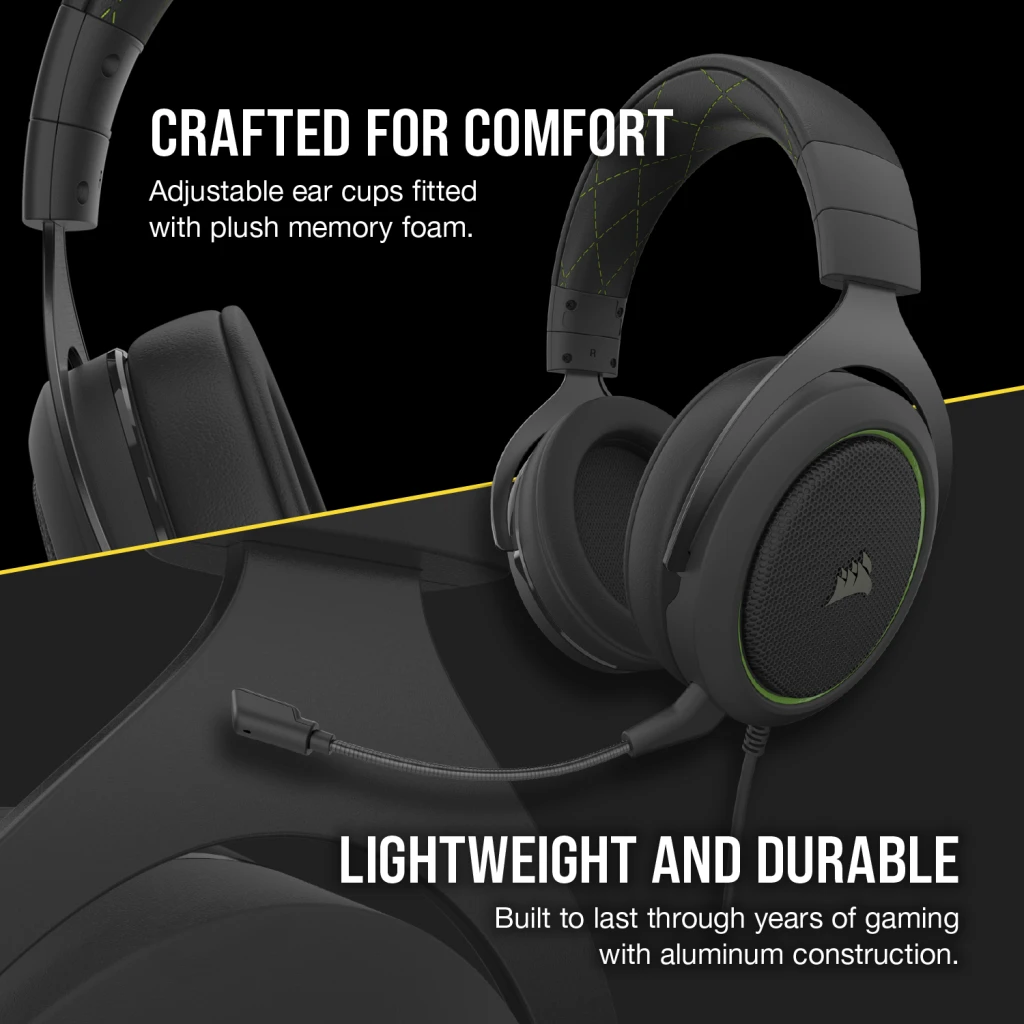 CRAFTED FOR COMFORT
Adjustable ear cups fitted
with plush memory foam.
R
LIGHTWEIGHT AND DURABLE
Built to last through years of gaming
with aluminum construction.